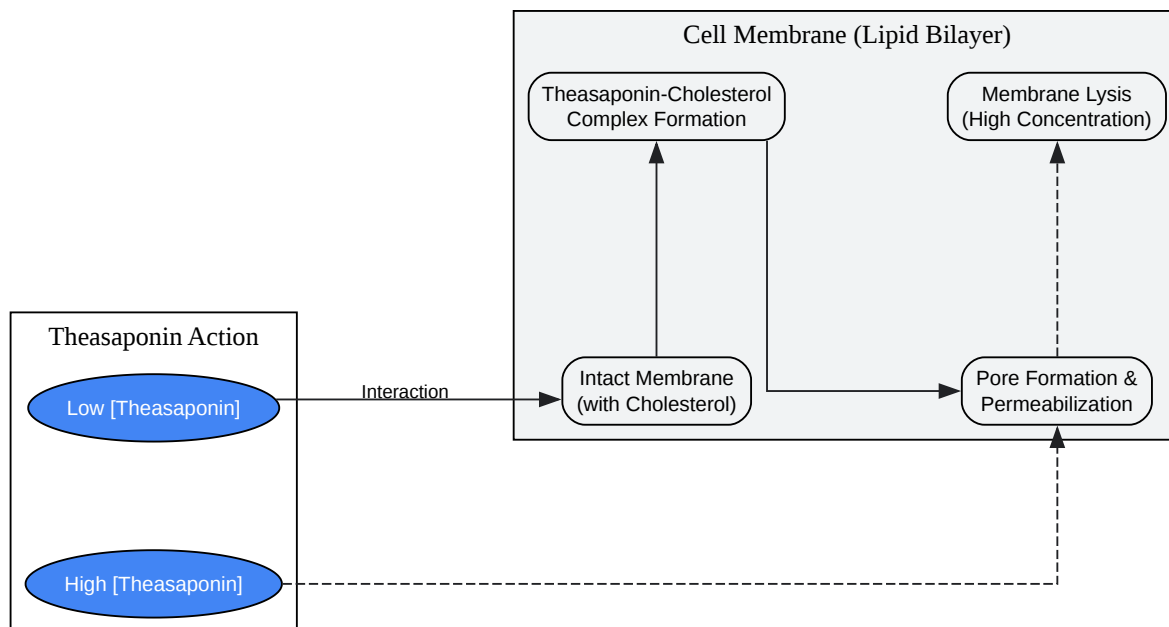 Cell Membrane (Lipid Bilayer)
Theasaponin-Cholesterol
Complex Formation
Membrane Lysis
(High Concentration)
Theasaponin Action
Low [Theasaponin]
Interaction
Intact Membrane
(with Cholesterol)
Pore Formation &
Permeabilization
High [Theasaponin]